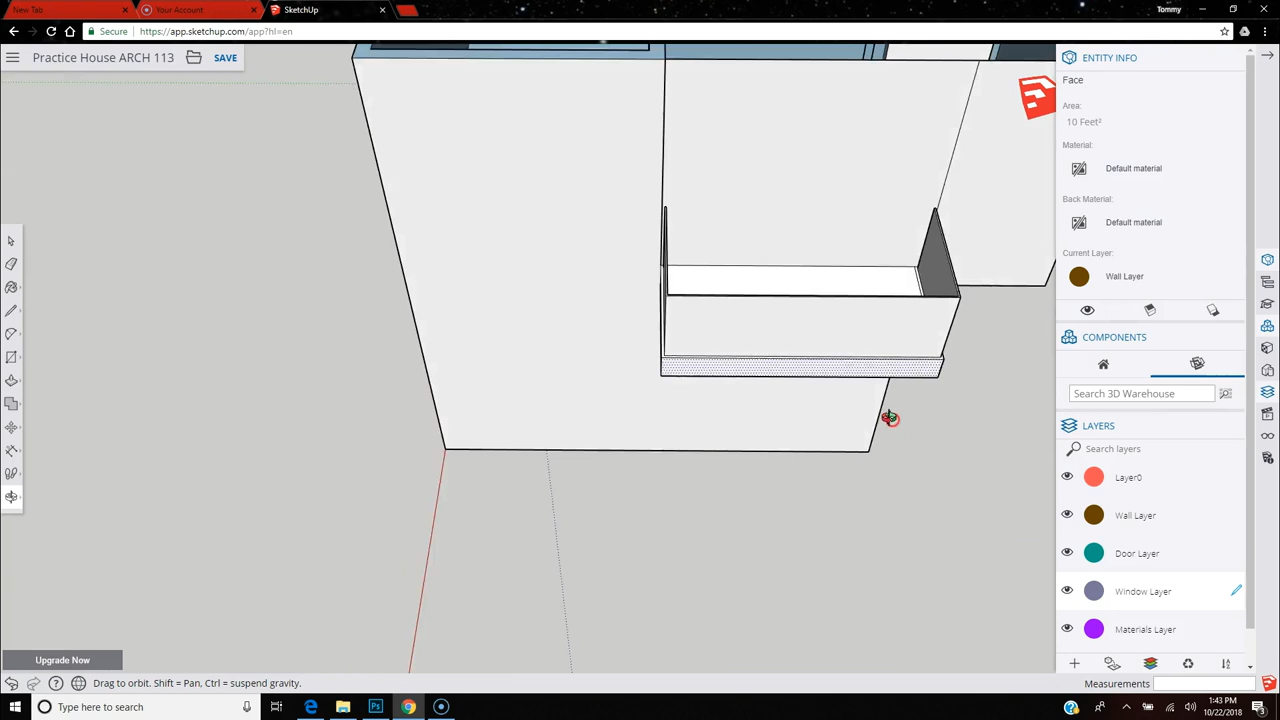 New Tab
Your Account
SketchUp
Tommy
Secure
https://app.sketchup.com/app?hl=en
Practice House ARCH 113
SAVE
ENTITY INFO
Face
Area:
10 Feet²
Material:
Default material
Back Material:
Default material
Current Layer:
Wall Layer
COMPONENTS
Search 3D Warehouse
LAYERS
Search layers
Layer0
Wall Layer
Door Layer
Window Layer
Materials Layer
Upgrade Now
Drag to orbit. Shift = Pan, Ctrl = suspend gravity.
Measurements
Type here to search
1:43 PM
10/22/2018